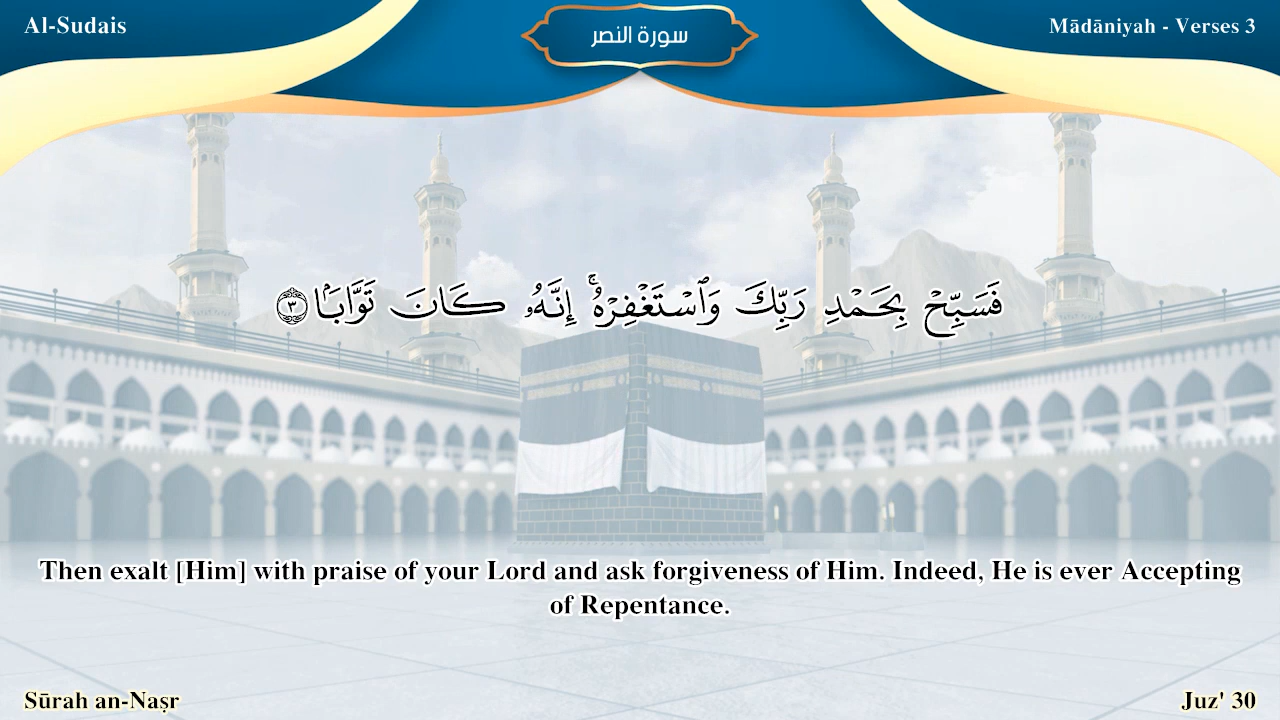 Al-Sudais
سورة النصر
Mādāniyah - Verses 3
فَسَبِّحْ بِحَمْدِ رَبِّكَ وَٱسْتَغْفِرْهُ ۚ إِنَّهُۥ كَانَ تَوَّابًۢا ٣
Then exalt [Him] with praise of your Lord and ask forgiveness of Him. Indeed, He is ever Accepting
of Repentance.
Sūrah an-Naṣr
Juz' 30